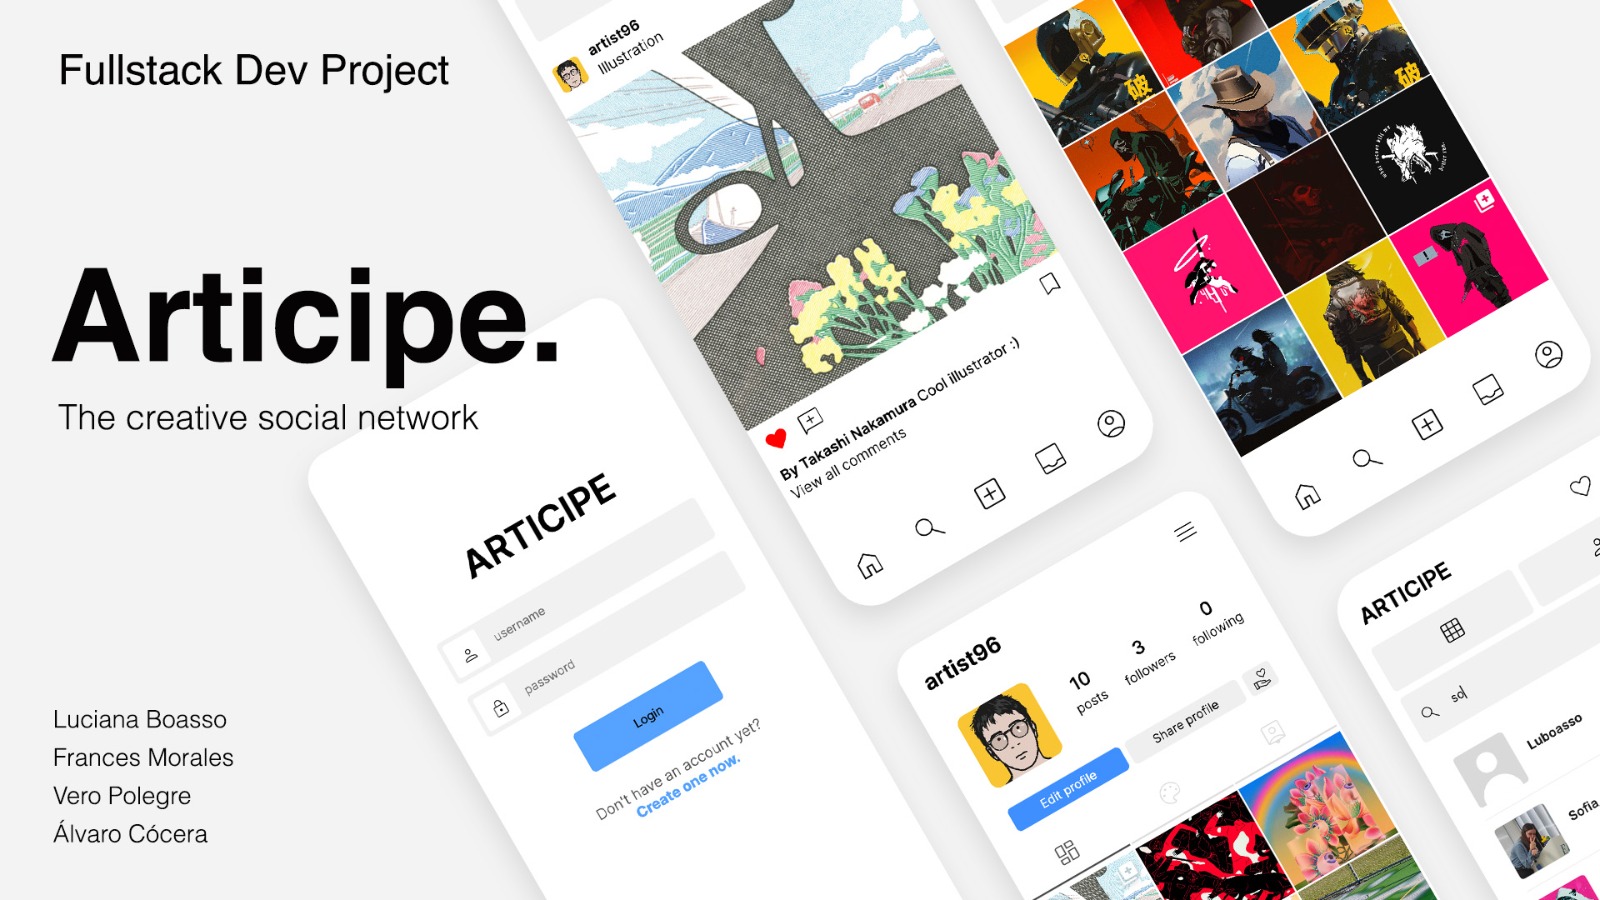 Fullstack Dev Project
Articipe.
The creative social network
Luciana Boasso
Frances Morales
Vero Polegre
Álvaro Cócera
ARTICIPE
username
password
Login
Don't have an account yet?
Create one now.
artist96
Illustration
By Takashi Nakamura Cool illustrator :)
View all comments
破
破
artist96
10
posts
3
followers
0
following
Edit profile
Share profile
ARTICIPE
sol
Luboasso
Sofia